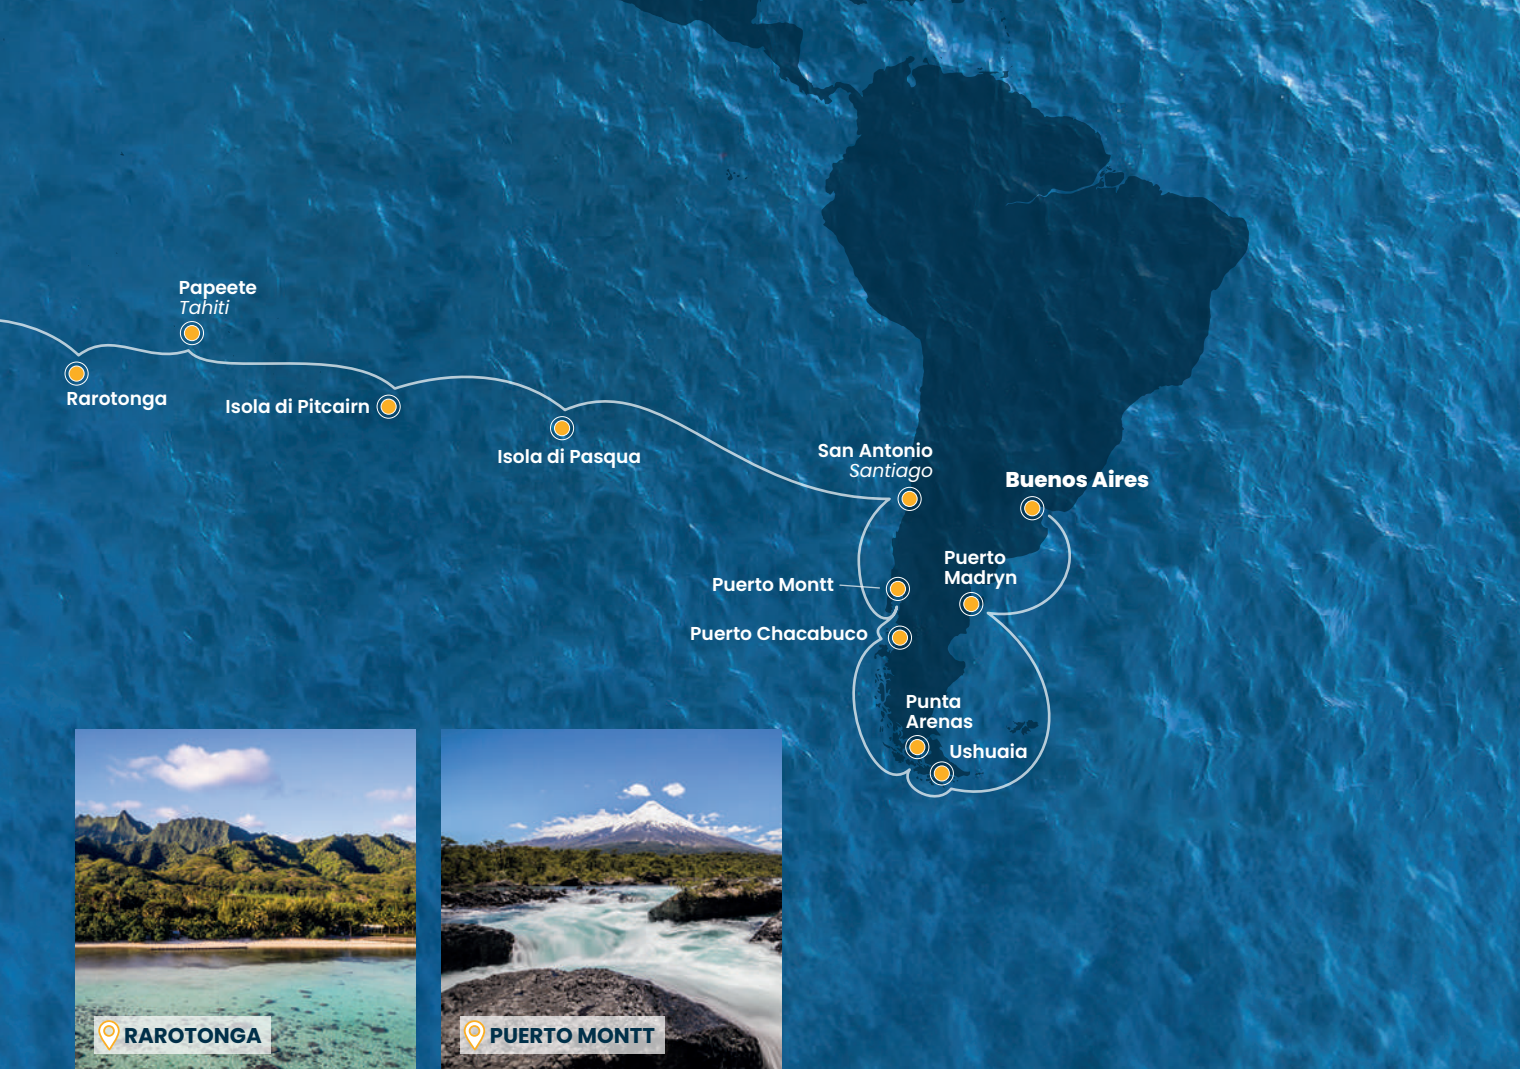 Papeete
Tahiti
Rarotonga
Isola di Pitcairn
Isola di Pasqua
San Antonio
Santiago
Buenos Aires
Puerto
Madryn
Puerto Montt
Puerto Chacabuco
Punta
Arenas
Ushuaia
RAROTONGA
PUERTO MONTT